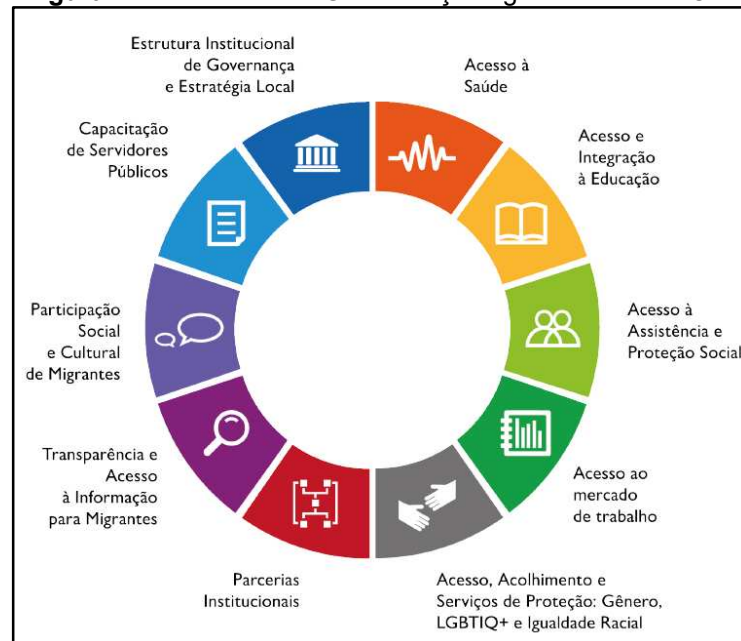 Estrutura Institucional
de Governança
e Estratégia Local
Acesso à
Saúde
Capacitação
de Servidores
Públicos
Acesso e
Integração
à Educação
Participação
Social
e Cultural
de Migrantes
Acesso à
Assistência e
Proteção Social
Transparência e
Acesso
à Informação
para Migrantes
Acesso ao
mercado
de trabalho
Parcerias
Institucionais
Acesso, Acolhimento e
Serviços de Proteção: Gênero,
LGBTIQ+ e Igualdade Racial